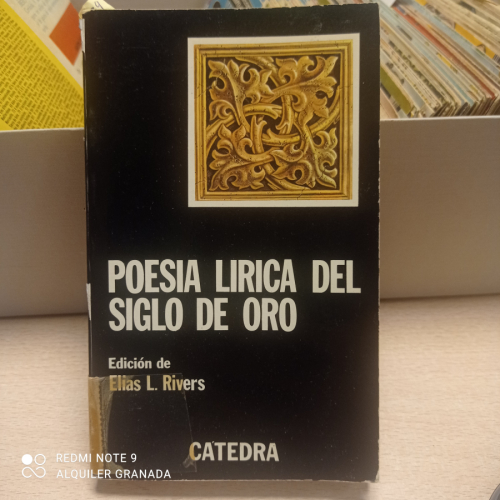 POESIA LIRICA DEL
SIGLO DE ORO
Edición de
Elias L. Rivers
CATEDRA
REDMI NOTE 9
ALQUILER GRANADA